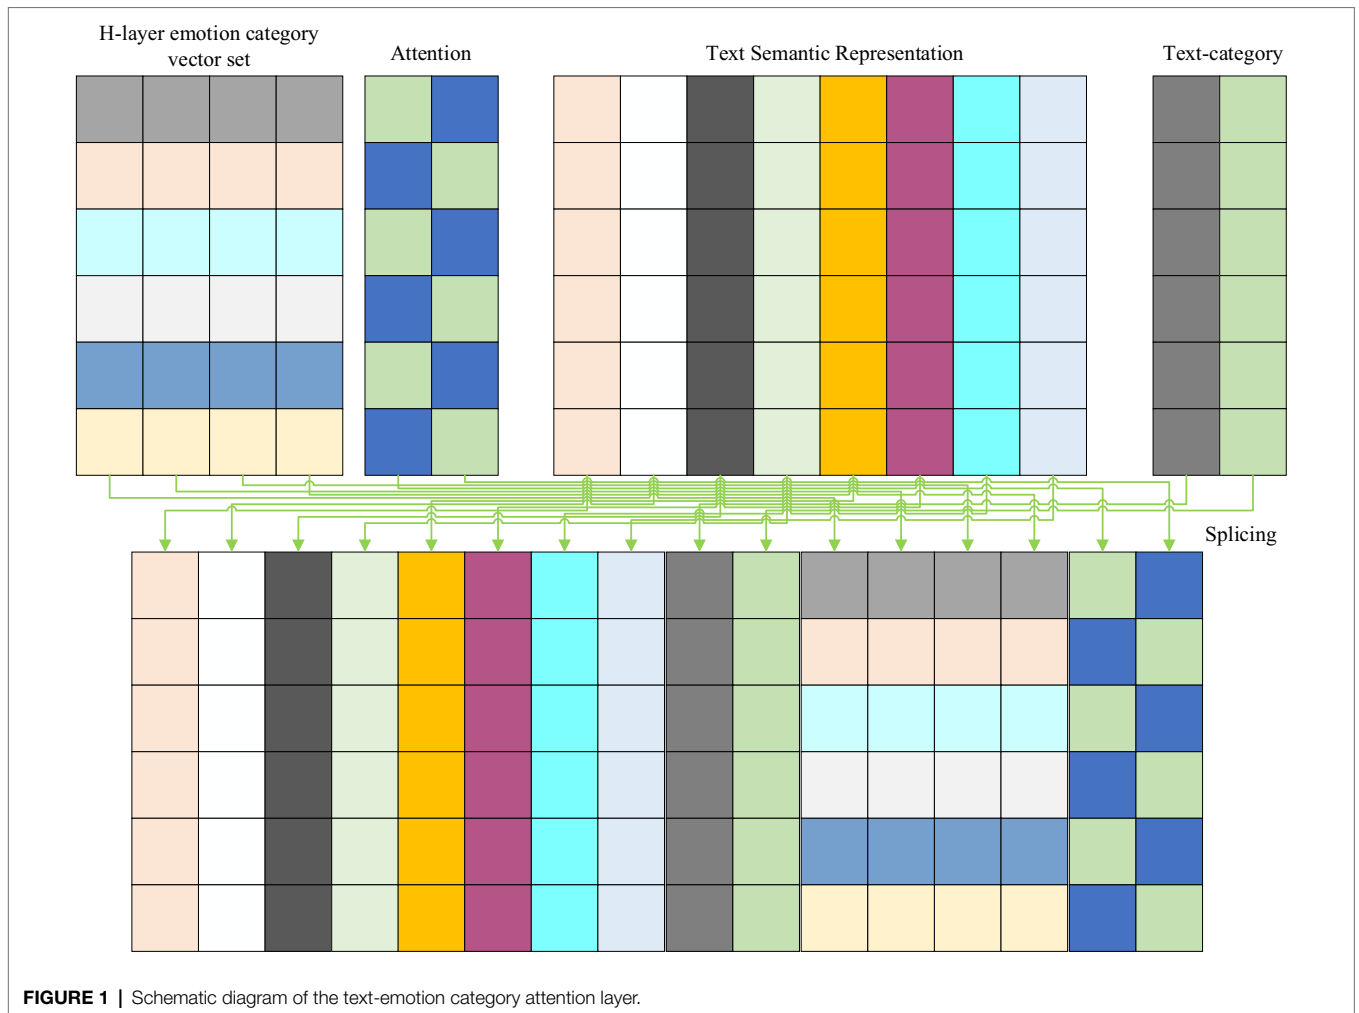 H-layer emotion category
vector set
Attention
Text Semantic Representation
Text-category
Splicing
FIGURE 1 | Schematic diagram of the text-emotion category attention layer.